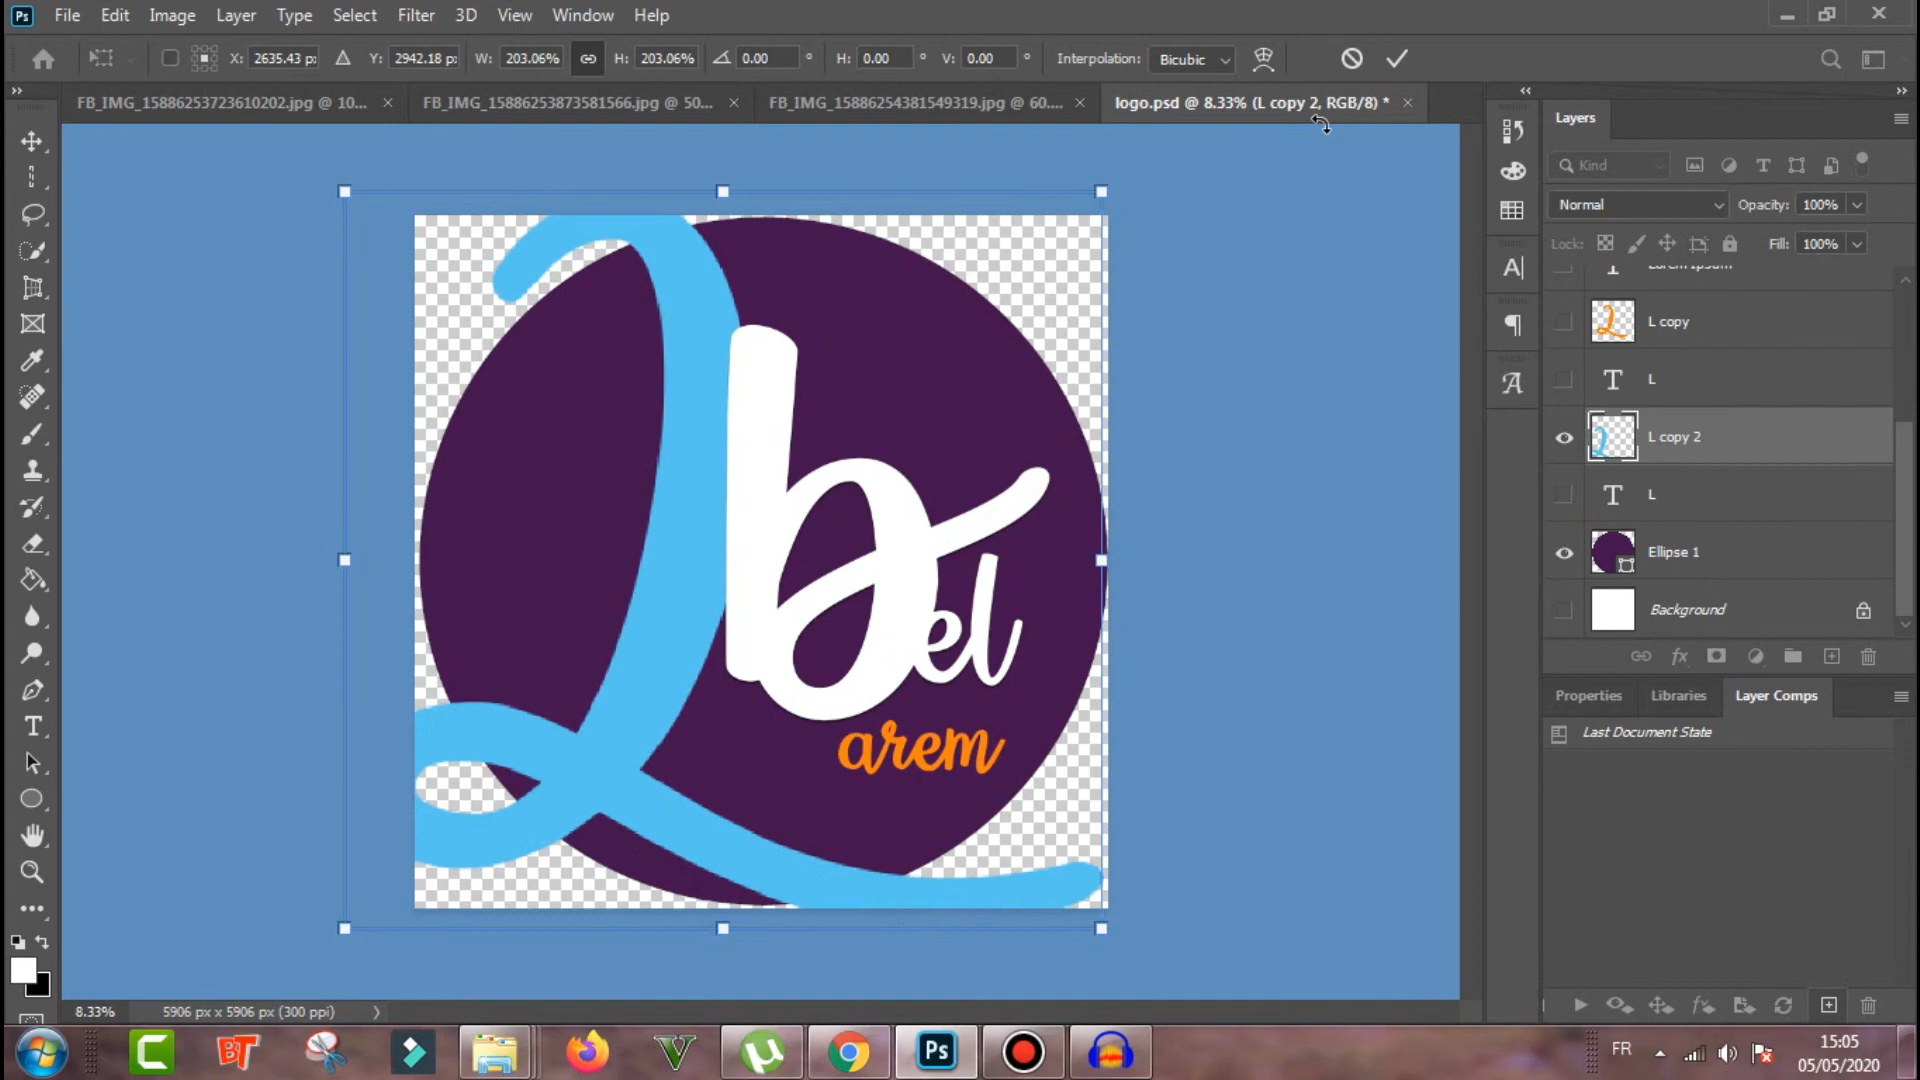 Ps File Edit Image Layer Type Select Filter 3D View Window Help
X: 2635.43 p Y: 2942.18 p W: 203.06% H: 203.06% 0.00 ° H: 0.00 ° V: 0.00 ° Interpolation: Bicubic
FB_IMG_15886253723610202.jpg @ 10... × FB_IMG_15886253873581566.jpg @ 50... × FB_IMG_15886254381549319.jpg @ 60.... × logo.psd @ 8.33% (L copy 2, RGB/8) * ×
Layers
Kind
Normal Opacity: 100%
Lock: Fill: 100%
Lorem Ipsum
L copy
L
L copy 2
L
Ellipse 1
Background
Properties Libraries Layer Comps
Last Document State
L
bel
arem
8.33% 5906 px x 5906 px (300 ppi)
C BT V µ Ps
FR 15:05
05/05/2020